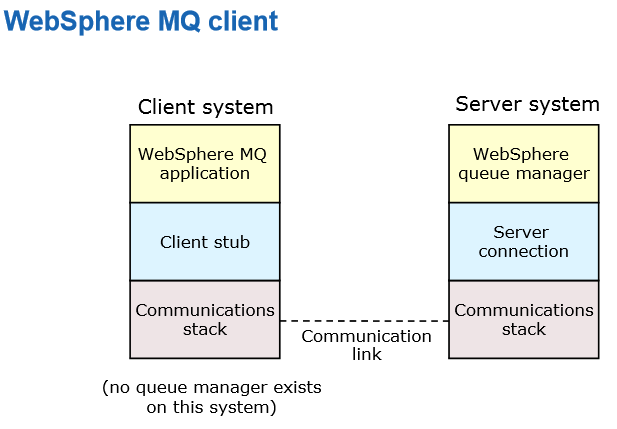 WebSphere MQ client
Client system
WebSphere MQ
application
Client stub
Communications
stack
(no queue manager exists
on this system)
Communication
link
Server system
WebSphere
queue manager
Server
connection
Communications
stack